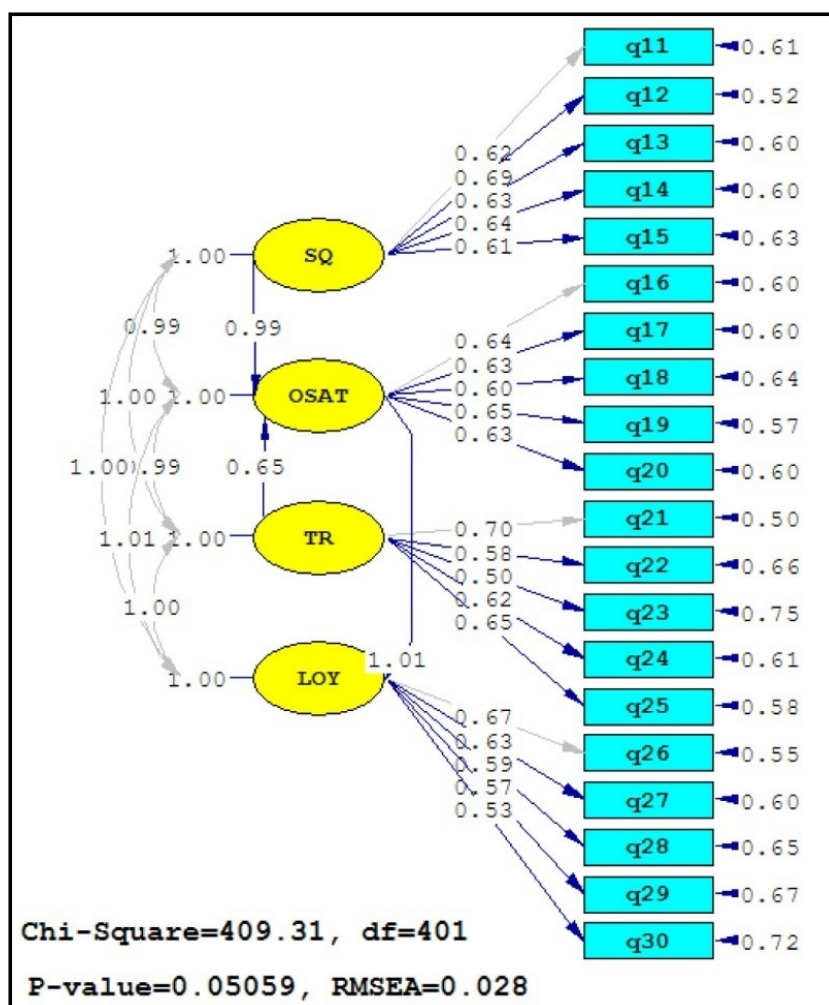 q11 0.61
q12 0.52
0.62 q13 0.60
0.69
0.63 q14 0.60
0.64
0.61 q15 0.63
1.00 SQ
q16 0.60
0.99 0.99 0.64 q17 0.60
0.63
1.00 1.00 OSAT 0.60 q18 0.64
0.65 q19 0.57
0.63
1.00 0.99 0.65 q20 0.60
0.70 q21 0.50
1.01 1.00 TR 0.58 q22 0.66
0.50
1.00 0.62 q23 0.75
0.65
1.01 q24 0.61
1.00 LOY q25 0.58
0.67
0.63 q26 0.55
0.59
0.57 q27 0.60
0.53
q28 0.65
q29 0.67
Chi-Square=409.31, df=401
q30 0.72
P-value=0.05059, RMSEA=0.028